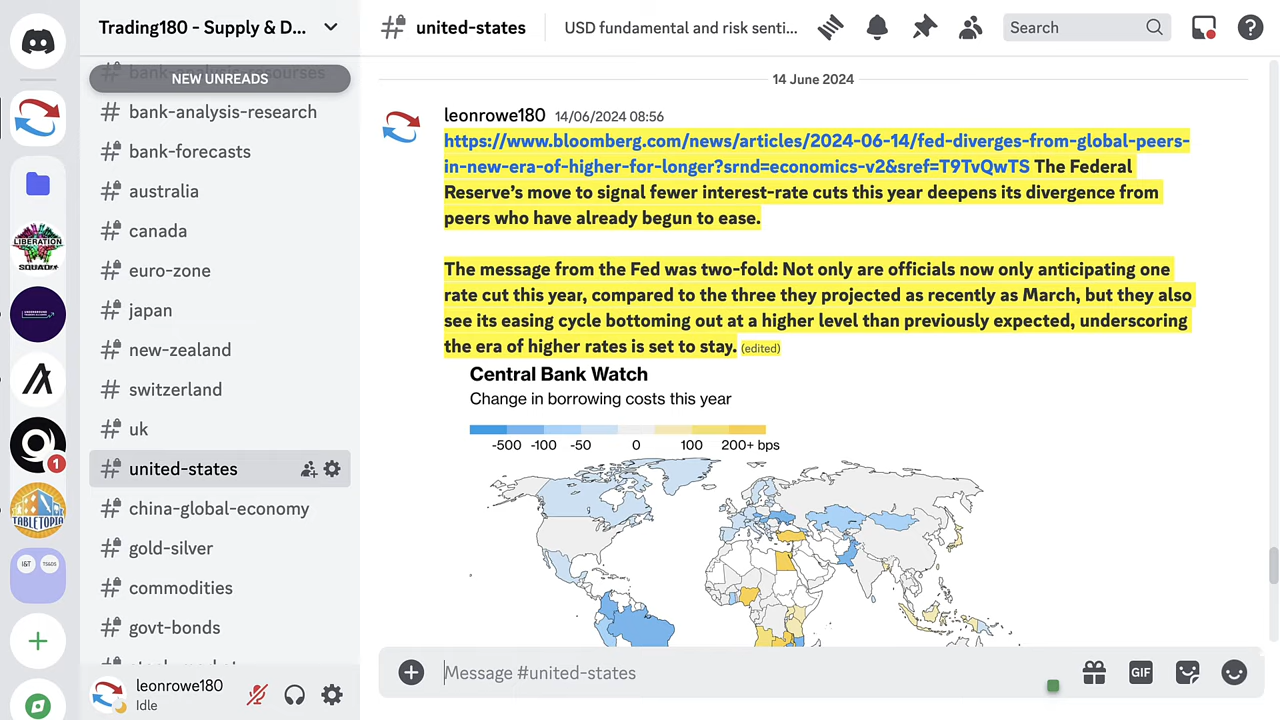 Trading180 - Supply & D...
NEW UNREADS
bank-analysis-research
bank-forecasts
australia
canada
euro-zone
japan
new-zealand
switzerland
uk
united-states
china-global-economy
gold-silver
commodities
govt-bonds
leonrowe180
Idle
LIBERATION
SQUAD
1
TABLETOPIA
I&T
united-states
USD fundamental and risk senti...
Search
14 June 2024
leonrowe180 14/06/2024 08:56
https://www.bloomberg.com/news/articles/2024-06-14/fed-diverges-from-global-peers-
in-new-era-of-higher-for-longer?srnd=economics-v2&sref=T9TvQwTS The Federal
Reserve’s move to signal fewer interest-rate cuts this year deepens its divergence from
peers who have already begun to ease.
The message from the Fed was two-fold: Not only are officials now only anticipating one
rate cut this year, compared to the three they projected as recently as March, but they also
see its easing cycle bottoming out at a higher level than previously expected, underscoring
the era of higher rates is set to stay. (edited)
Central Bank Watch
Change in borrowing costs this year
-500 -100 -50 0 100 200+ bps
Message #united-states
GIF